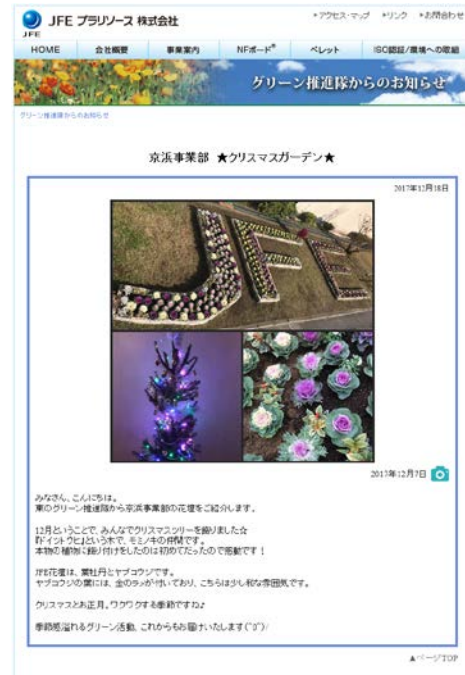 JFE プラリソース 株式会社
JFE
▶アクセス・マップ ▶リンク ▶お問合わせ
HOME 会社概要 事業案内 NFボード® ペレット ISO認証/環境への取組
グリーン推進隊からのお知らせ
グリーン推進隊からのお知らせ
京浜事業部 ★クリスマスガーデン★
2017年12月18日
JFE
2017年12月7日
みなさん、こんにちは。
東のグリーン推進隊から京浜事業部の花壇をご紹介します。
12月ということで、みんなでクリスマスツリーを飾りました☆
『ドイツトウヒ』という木で、モミノキの仲間です。
本物の植物に飾り付けをしたのは初めてだったので感動です！
JFE花壇は、葉牡丹とヤブコウジです。
ヤブコウジの葉には、金のラメが付いており、こちらは少し和な雰囲気です。
クリスマスとお正月。ワクワクする季節ですね♪
季節感溢れるグリーン活動、これからもお届けいたします(^0^)/
▲ページTOP